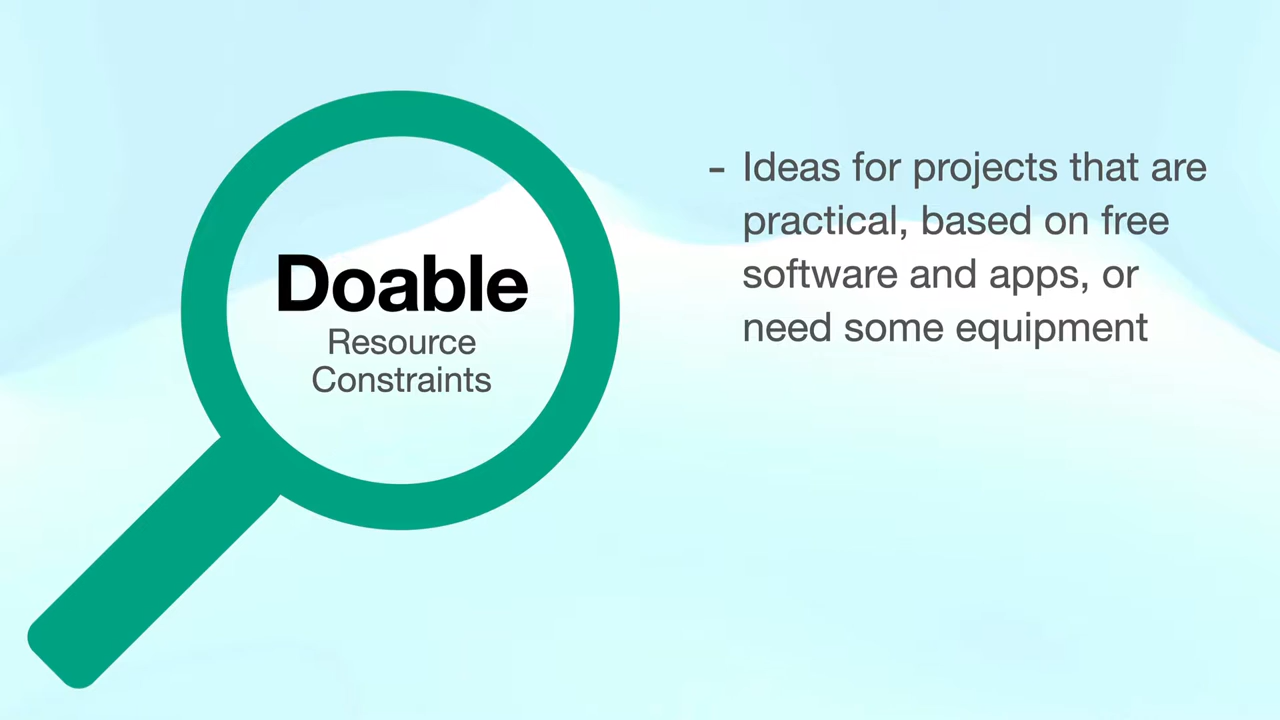 Doable
Resource
Constraints
- Ideas for projects that are
practical, based on free
software and apps, or
need some equipment